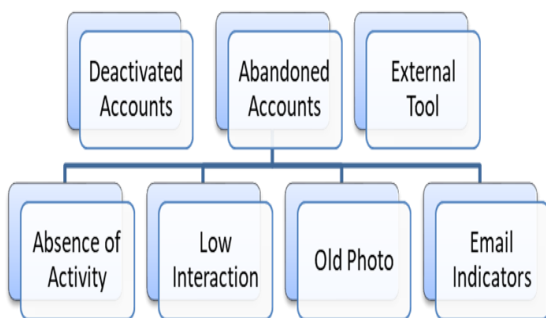 Deactivated
Accounts
Abandoned
Accounts
External
Tool
Absence of
Activity
Low
Interaction
Old Photo
Email
Indicators